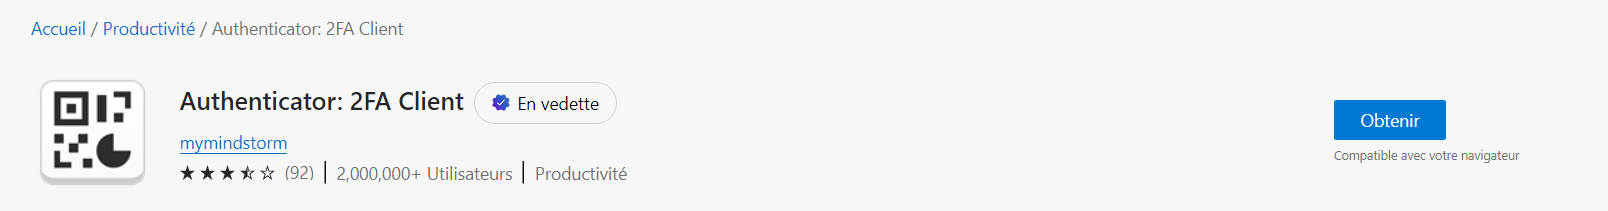 Accueil / Productivité / Authenticator: 2FA Client
Authenticator: 2FA Client En vedette
mymindstorm
(92) | 2,000,000+ Utilisateurs | Productivité
Obtenir
Compatible avec votre navigateur